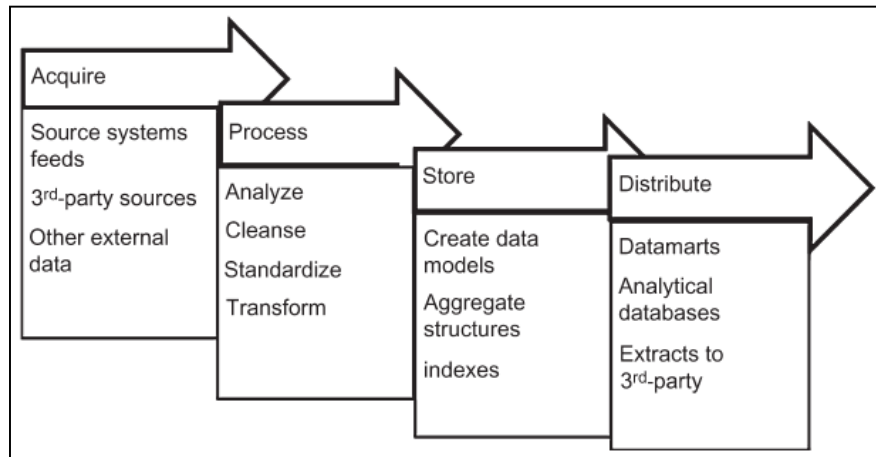 Acquire
Source systems
feeds
3rd-party sources
Other external
data
Process
Analyze
Cleanse
Standardize
Transform
Store
Create data
models
Aggregate
structures
indexes
Distribute
Datamarts
Analytical
databases
Extracts to
3rd-party